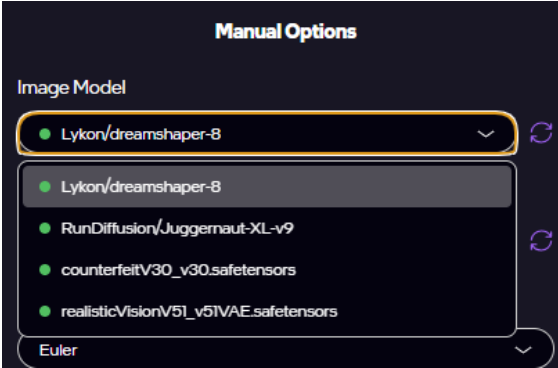 Manual Options
Image Model
Lykon/dreamshaper-8
Lykon/dreamshaper-8
RunDiffusion/Juggernaut-XL-v9
counterfeitV30_v30.safetensors
realisticVisionV51_v51VAE.safetensors
Euler